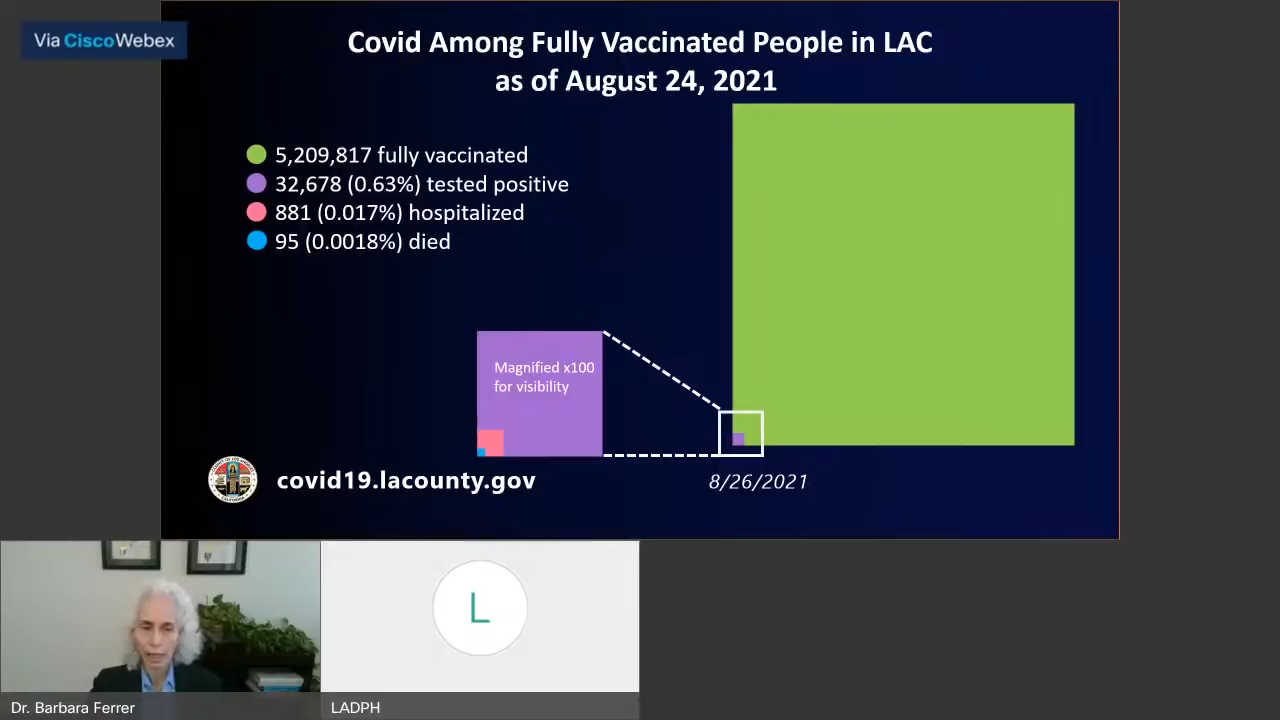 Via Cisco Webex
Covid Among Fully Vaccinated People in LAC
as of August 24, 2021
5,209,817 fully vaccinated
32,678 (0.63%) tested positive
881 (0.017%) hospitalized
95 (0.0018%) died
Magnified x100
for visibility
covid19.lacounty.gov
8/26/2021
L
Dr. Barbara Ferrer
LADPH